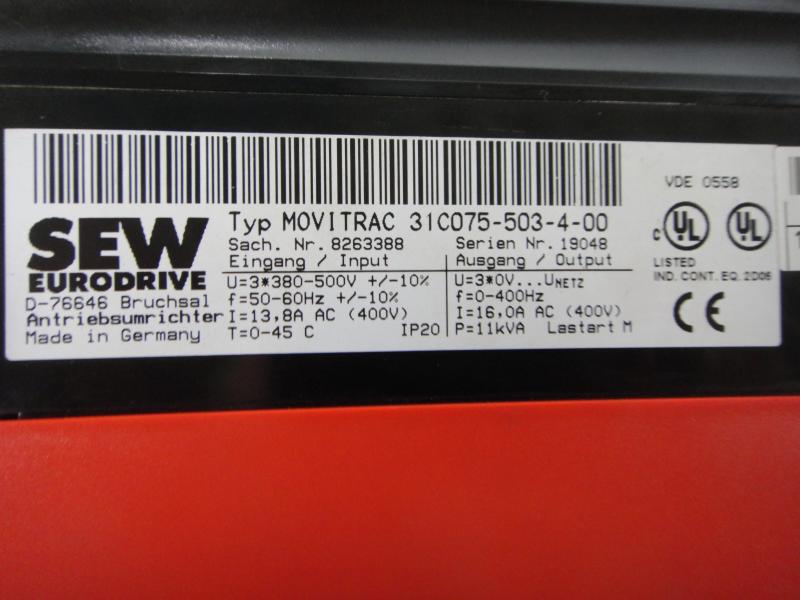 Typ MOVITRAC 31C075-503-4-00
Sach. Nr. 8263388 Serien Nr. 19048
Eingang / Input Ausgang / Output
U=3*380-500V +/-10% U=3*0V...UNETZ
f=50-60Hz +/-10% f=0-400Hz
I=13,8A AC (400V) I=16,0A AC (400V)
T=0-45 C IP20 P=11kVA Lastart M
SEW
EURODRIVE
D-76646 Bruchsal
Antriebsumrichter
Made in Germany
VDE 0558
c UL UL
LISTED
IND. CONT. EQ. 2D06
CE